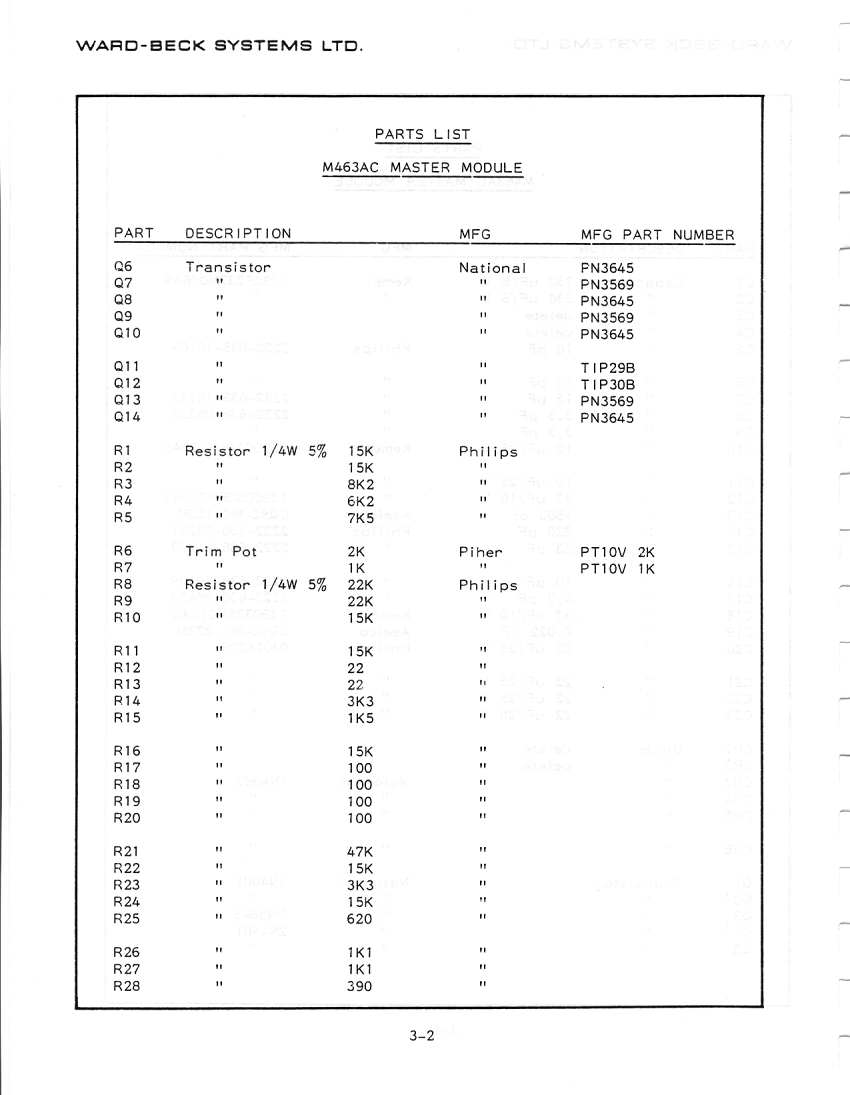 WARD-BECK SYSTEMS LTD.
PARTS LIST
M463AC MASTER MODULE
PART DESCRIPTION MFG MFG PART NUMBER
Q6 Transistor National PN3645
Q7 " " PN3569
Q8 " " PN3645
Q9 " " PN3569
Q10 " " PN3645
Q11 " " TIP29B
Q12 " " TIP30B
Q13 " " PN3569
Q14 " " PN3645
R1 Resistor 1/4W 5% 15K Philips
R2 " 15K "
R3 " 8K2 "
R4 " 6K2 "
R5 " 7K5 "
R6 Trim Pot 2K Piher PT10V 2K
R7 " 1K " PT10V 1K
R8 Resistor 1/4W 5% 22K Philips
R9 " 22K "
R10 " 15K "
R11 " 15K "
R12 " 22 "
R13 " 22 "
R14 " 3K3 "
R15 " 1K5 "
R16 " 15K "
R17 " 100 "
R18 " 100 "
R19 " 100 "
R20 " 100 "
R21 " 47K "
R22 " 15K "
R23 " 3K3 "
R24 " 15K "
R25 " 620 "
R26 " 1K1 "
R27 " 1K1 "
R28 " 390 "
3-2